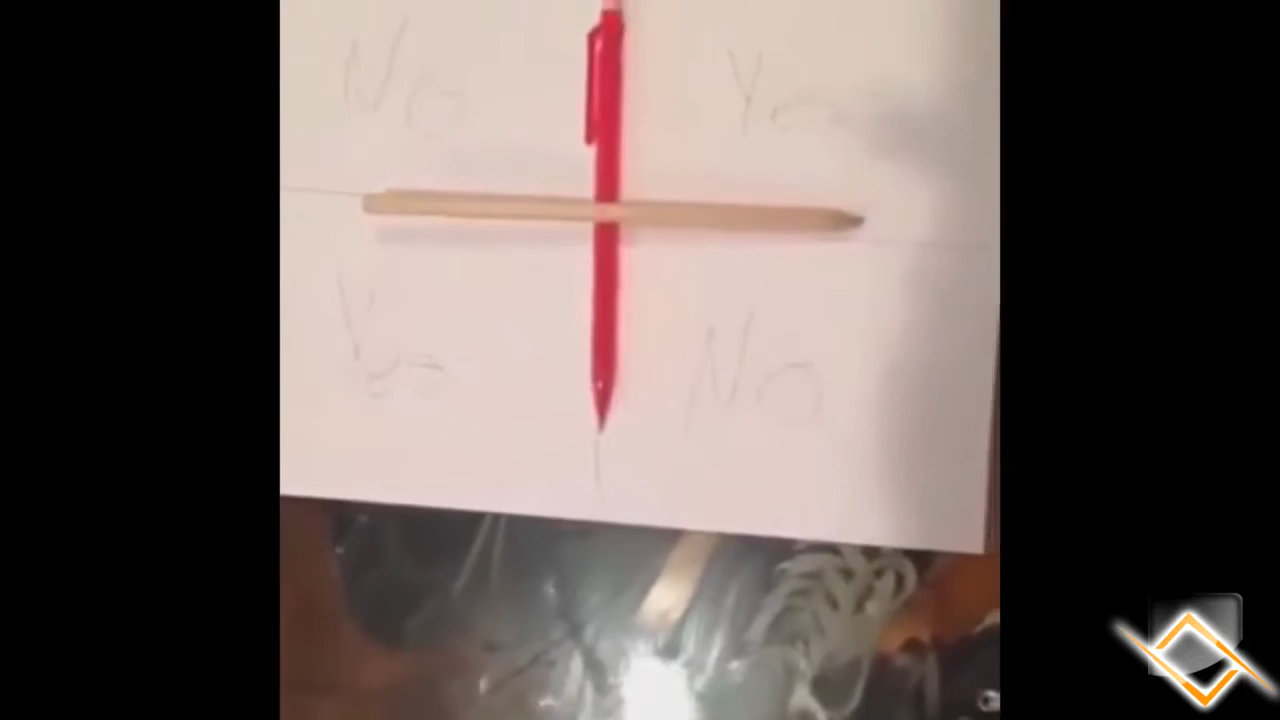 No Yes
Yes No